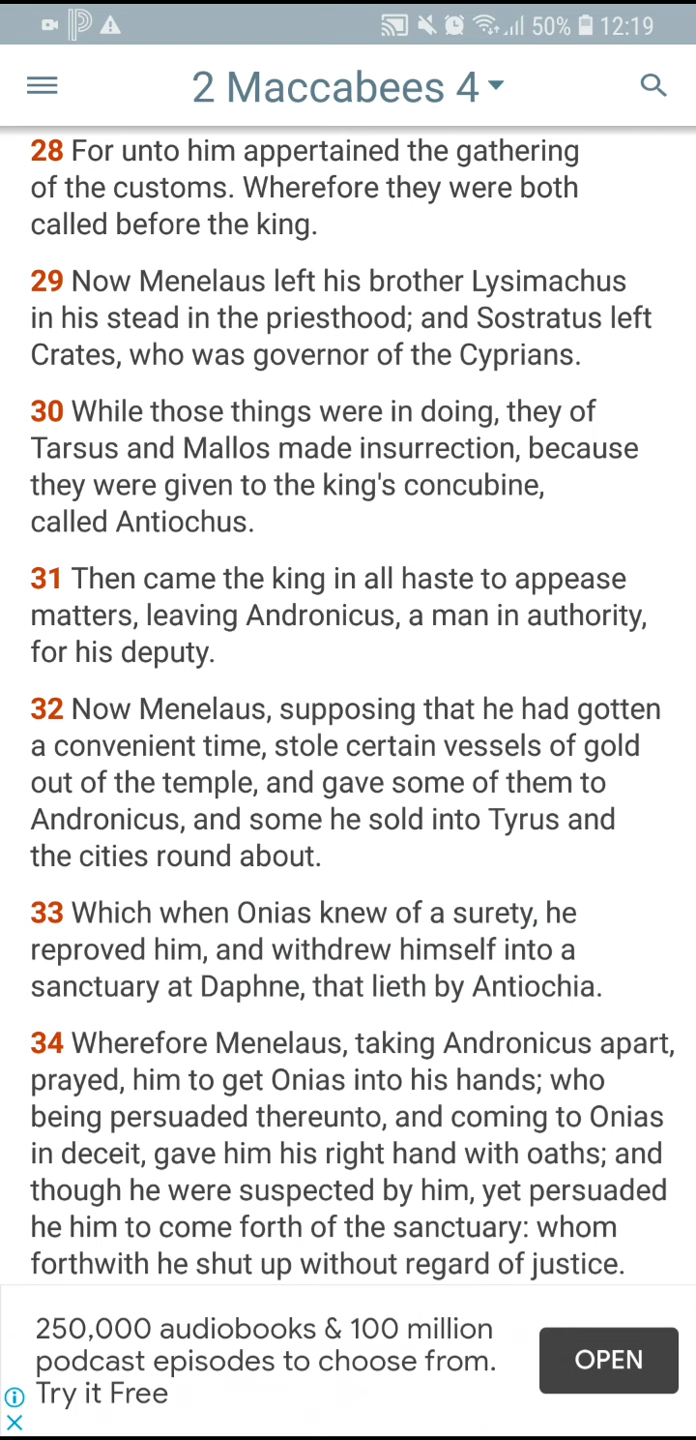 50% 12:19
2 Maccabees 4
28 For unto him appertained the gathering
of the customs. Wherefore they were both
called before the king.
29 Now Menelaus left his brother Lysimachus
in his stead in the priesthood; and Sostratus left
Crates, who was governor of the Cyprians.
30 While those things were in doing, they of
Tarsus and Mallos made insurrection, because
they were given to the king's concubine,
called Antiochus.
31 Then came the king in all haste to appease
matters, leaving Andronicus, a man in authority,
for his deputy.
32 Now Menelaus, supposing that he had gotten
a convenient time, stole certain vessels of gold
out of the temple, and gave some of them to
Andronicus, and some he sold into Tyrus and
the cities round about.
33 Which when Onias knew of a surety, he
reproved him, and withdrew himself into a
sanctuary at Daphne, that lieth by Antiochia.
34 Wherefore Menelaus, taking Andronicus apart,
prayed, him to get Onias into his hands; who
being persuaded thereunto, and coming to Onias
in deceit, gave him his right hand with oaths; and
though he were suspected by him, yet persuaded
he him to come forth of the sanctuary: whom
forthwith he shut up without regard of justice.
250,000 audiobooks & 100 million
podcast episodes to choose from.
Try it Free
OPEN